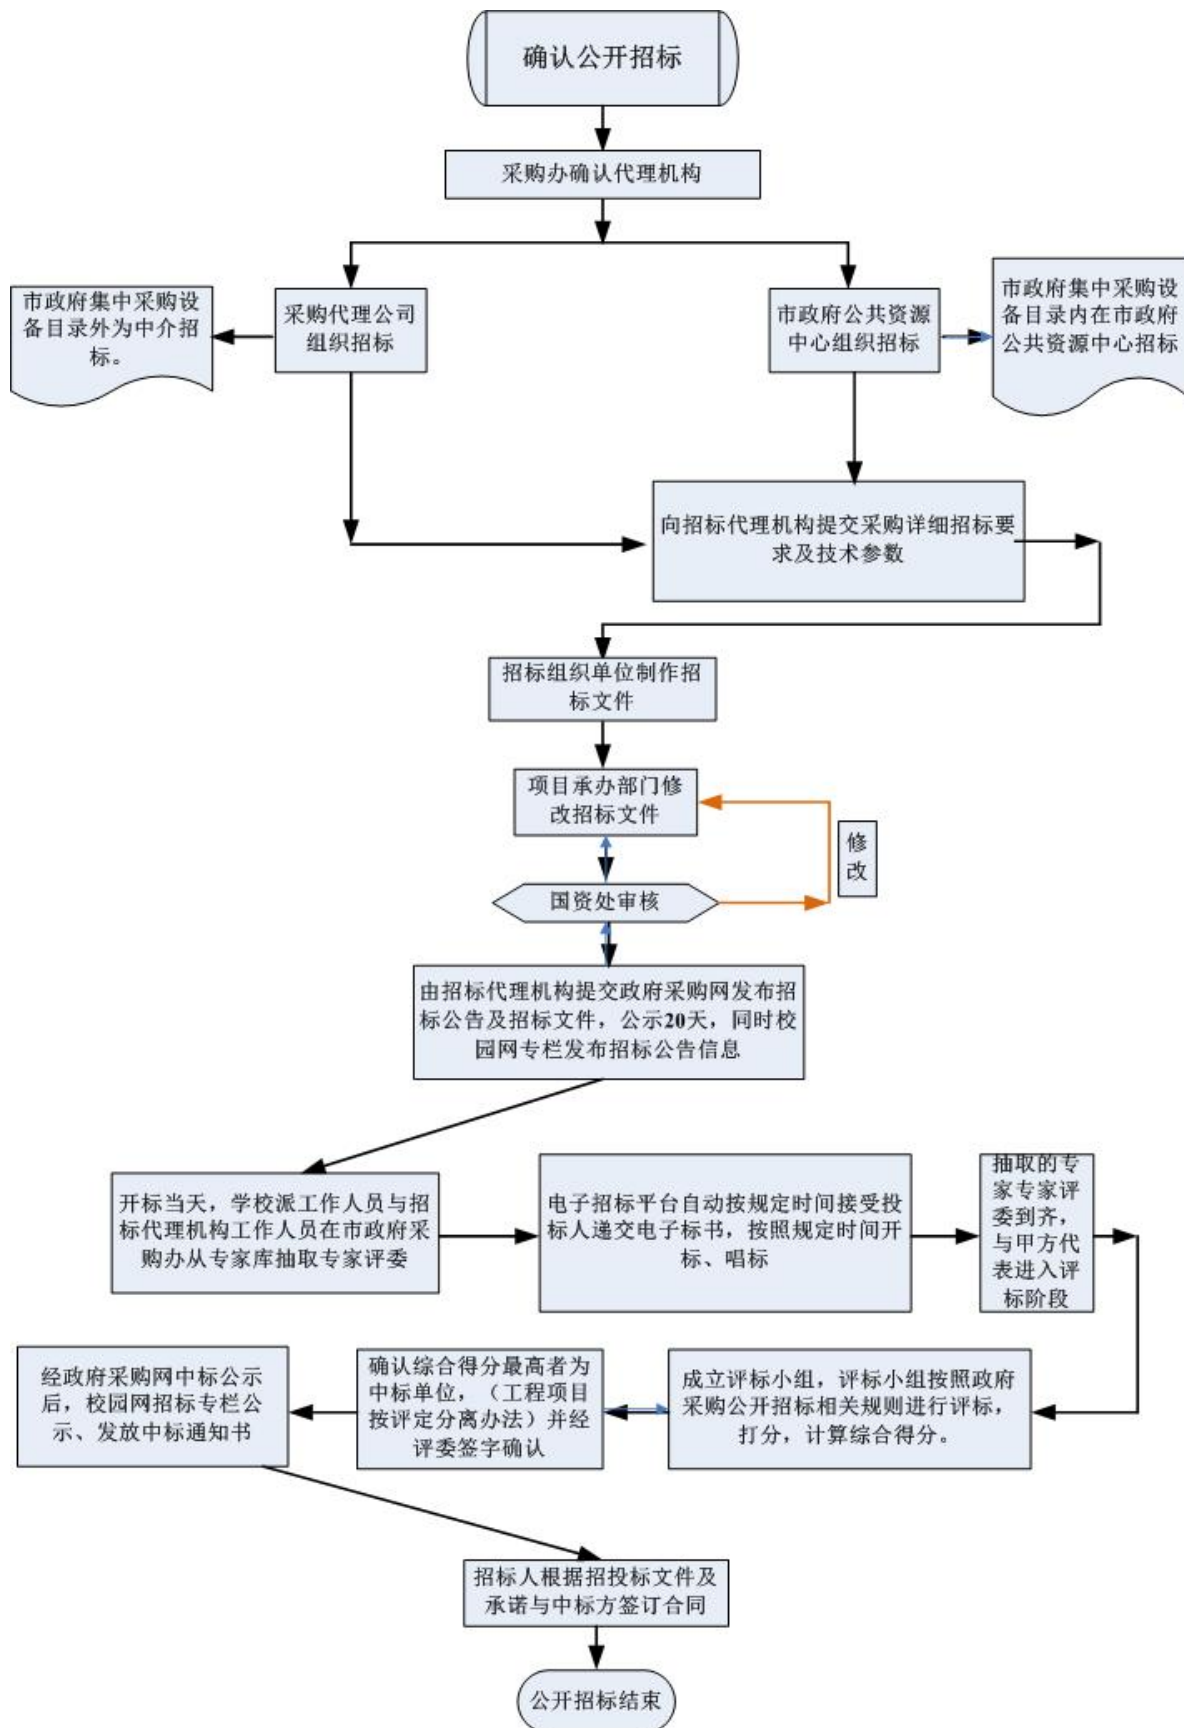 确认公开招标
采购办确认代理机构
市政府集中采购设
备目录外为中介招
标。
采购代理公司
组织招标
市政府公共资源
中心组织招标
市政府集中采购设
备目录内在市政府
公共资源中心招标
向招标代理机构提交采购详细招标要
求及技术参数
招标组织单位制作招
标文件
项目承办部门修
改招标文件
修
改
国资处审核
由招标代理机构提交政府采购网发布招
标公告及招标文件，公示20天，同时校
园网专栏发布招标公告信息
开标当天，学校派工作人员与招
标代理机构工作人员在市政府采
购办从专家库抽取专家评委
电子招标平台自动按规定时间接受投
标人递交电子标书，按照规定时间开
标、唱标
抽取的专
家专家评
委到齐，
与甲方代
表进入评
标阶段
经政府采购网中标公示
后，校园网招标专栏公
示、发放中标通知书
确认综合得分最高者为
中标单位，（工程项目
按评定分离办法）并经
评委签字确认
成立评标小组，评标小组按照政府
采购公开招标相关规则进行评标，
打分，计算综合得分。
招标人根据招投标文件及
承诺与中标方签订合同
公开招标结束